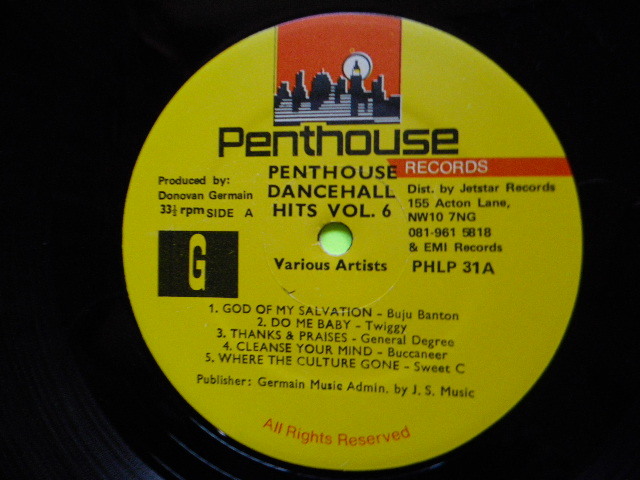 Penthouse
RECORDS
PENTHOUSE
DANCEHALL
HITS VOL. 6
Various Artists
Produced by:
Donovan Germain
33⅓ rpm SIDE A
G
Dist. by Jetstar Records
155 Acton Lane,
NW10 7NG
081-961 5818
& EMI Records
PHLP 31A
1. GOD OF MY SALVATION - Buju Banton
2. DO ME BABY - Twiggy
3. THANKS & PRAISES - General Degree
4. CLEANSE YOUR MIND - Buccaneer
5. WHERE THE CULTURE GONE - Sweet C
Publisher: Germain Music Admin. by J. S. Music
All Rights Reserved